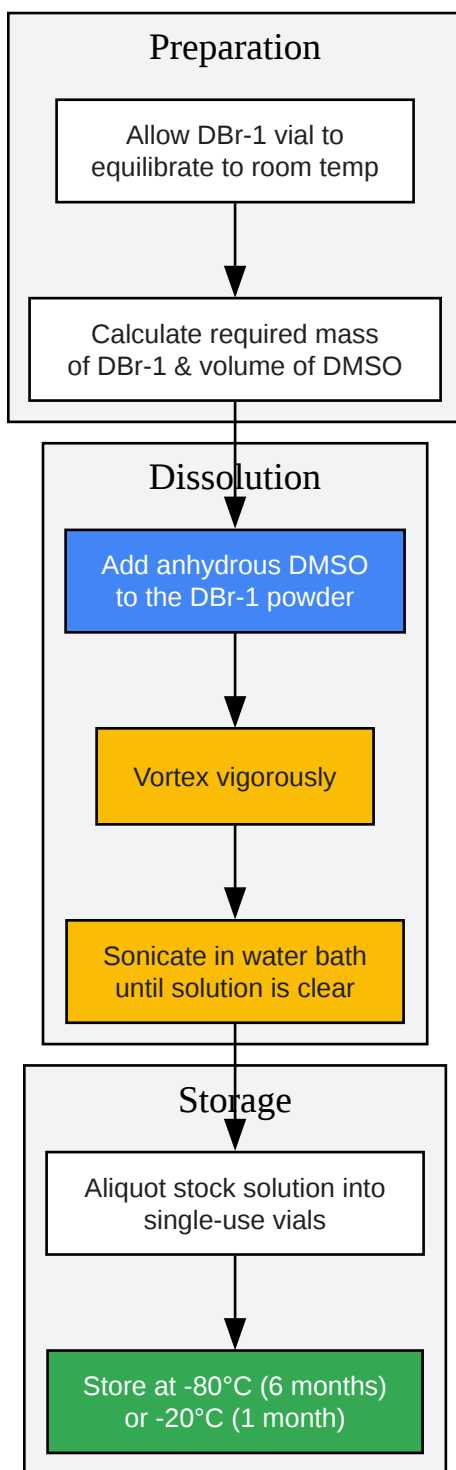 Preparation
Allow DBr-1 vial to
equilibrate to room temp
Calculate required mass
of DBr-1 & volume of DMSO
Dissolution
Add anhydrous DMSO
to the DBr-1 powder
Vortex vigorously
Sonicate in water bath
until solution is clear
Storage
Aliquot stock solution into
single-use vials
Store at -80°C (6 months)
or -20°C (1 month)